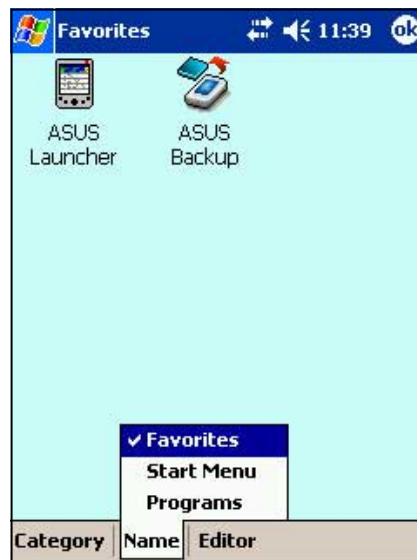 Favorites 11:39 ok
ASUS Launcher
ASUS Backup
Favorites
Start Menu
Programs
Category Name Editor